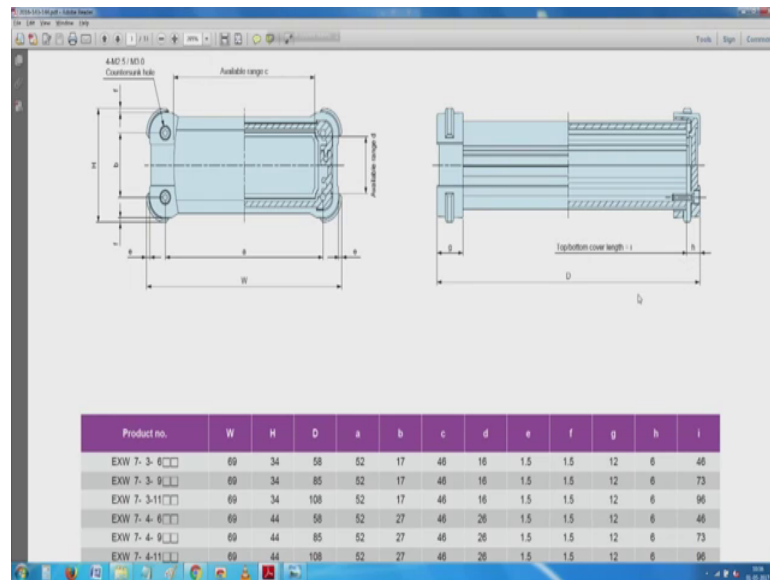 File Edit View Window Help
Tools Sign Comment
4-M2.5 / M3.0
Countersunk hole
Available range c
f
H
b
Available range d
f
e
a
e
W
g
Top/bottom cover length : i
h
D
Product no. W H D a b c d e f g h i
EXW 7- 3- 6□□ 69 34 58 52 17 46 16 1.5 1.5 12 6 46
EXW 7- 3- 9□□ 69 34 85 52 17 46 16 1.5 1.5 12 6 73
EXW 7- 3-11□□ 69 34 108 52 17 46 16 1.5 1.5 12 6 96
EXW 7- 4- 6□□ 69 44 58 52 27 46 26 1.5 1.5 12 6 46
EXW 7- 4- 9□□ 69 44 85 52 27 46 26 1.5 1.5 12 6 73
EXW 7- 4-11□□ 69 44 108 52 27 46 26 1.5 1.5 12 6 96